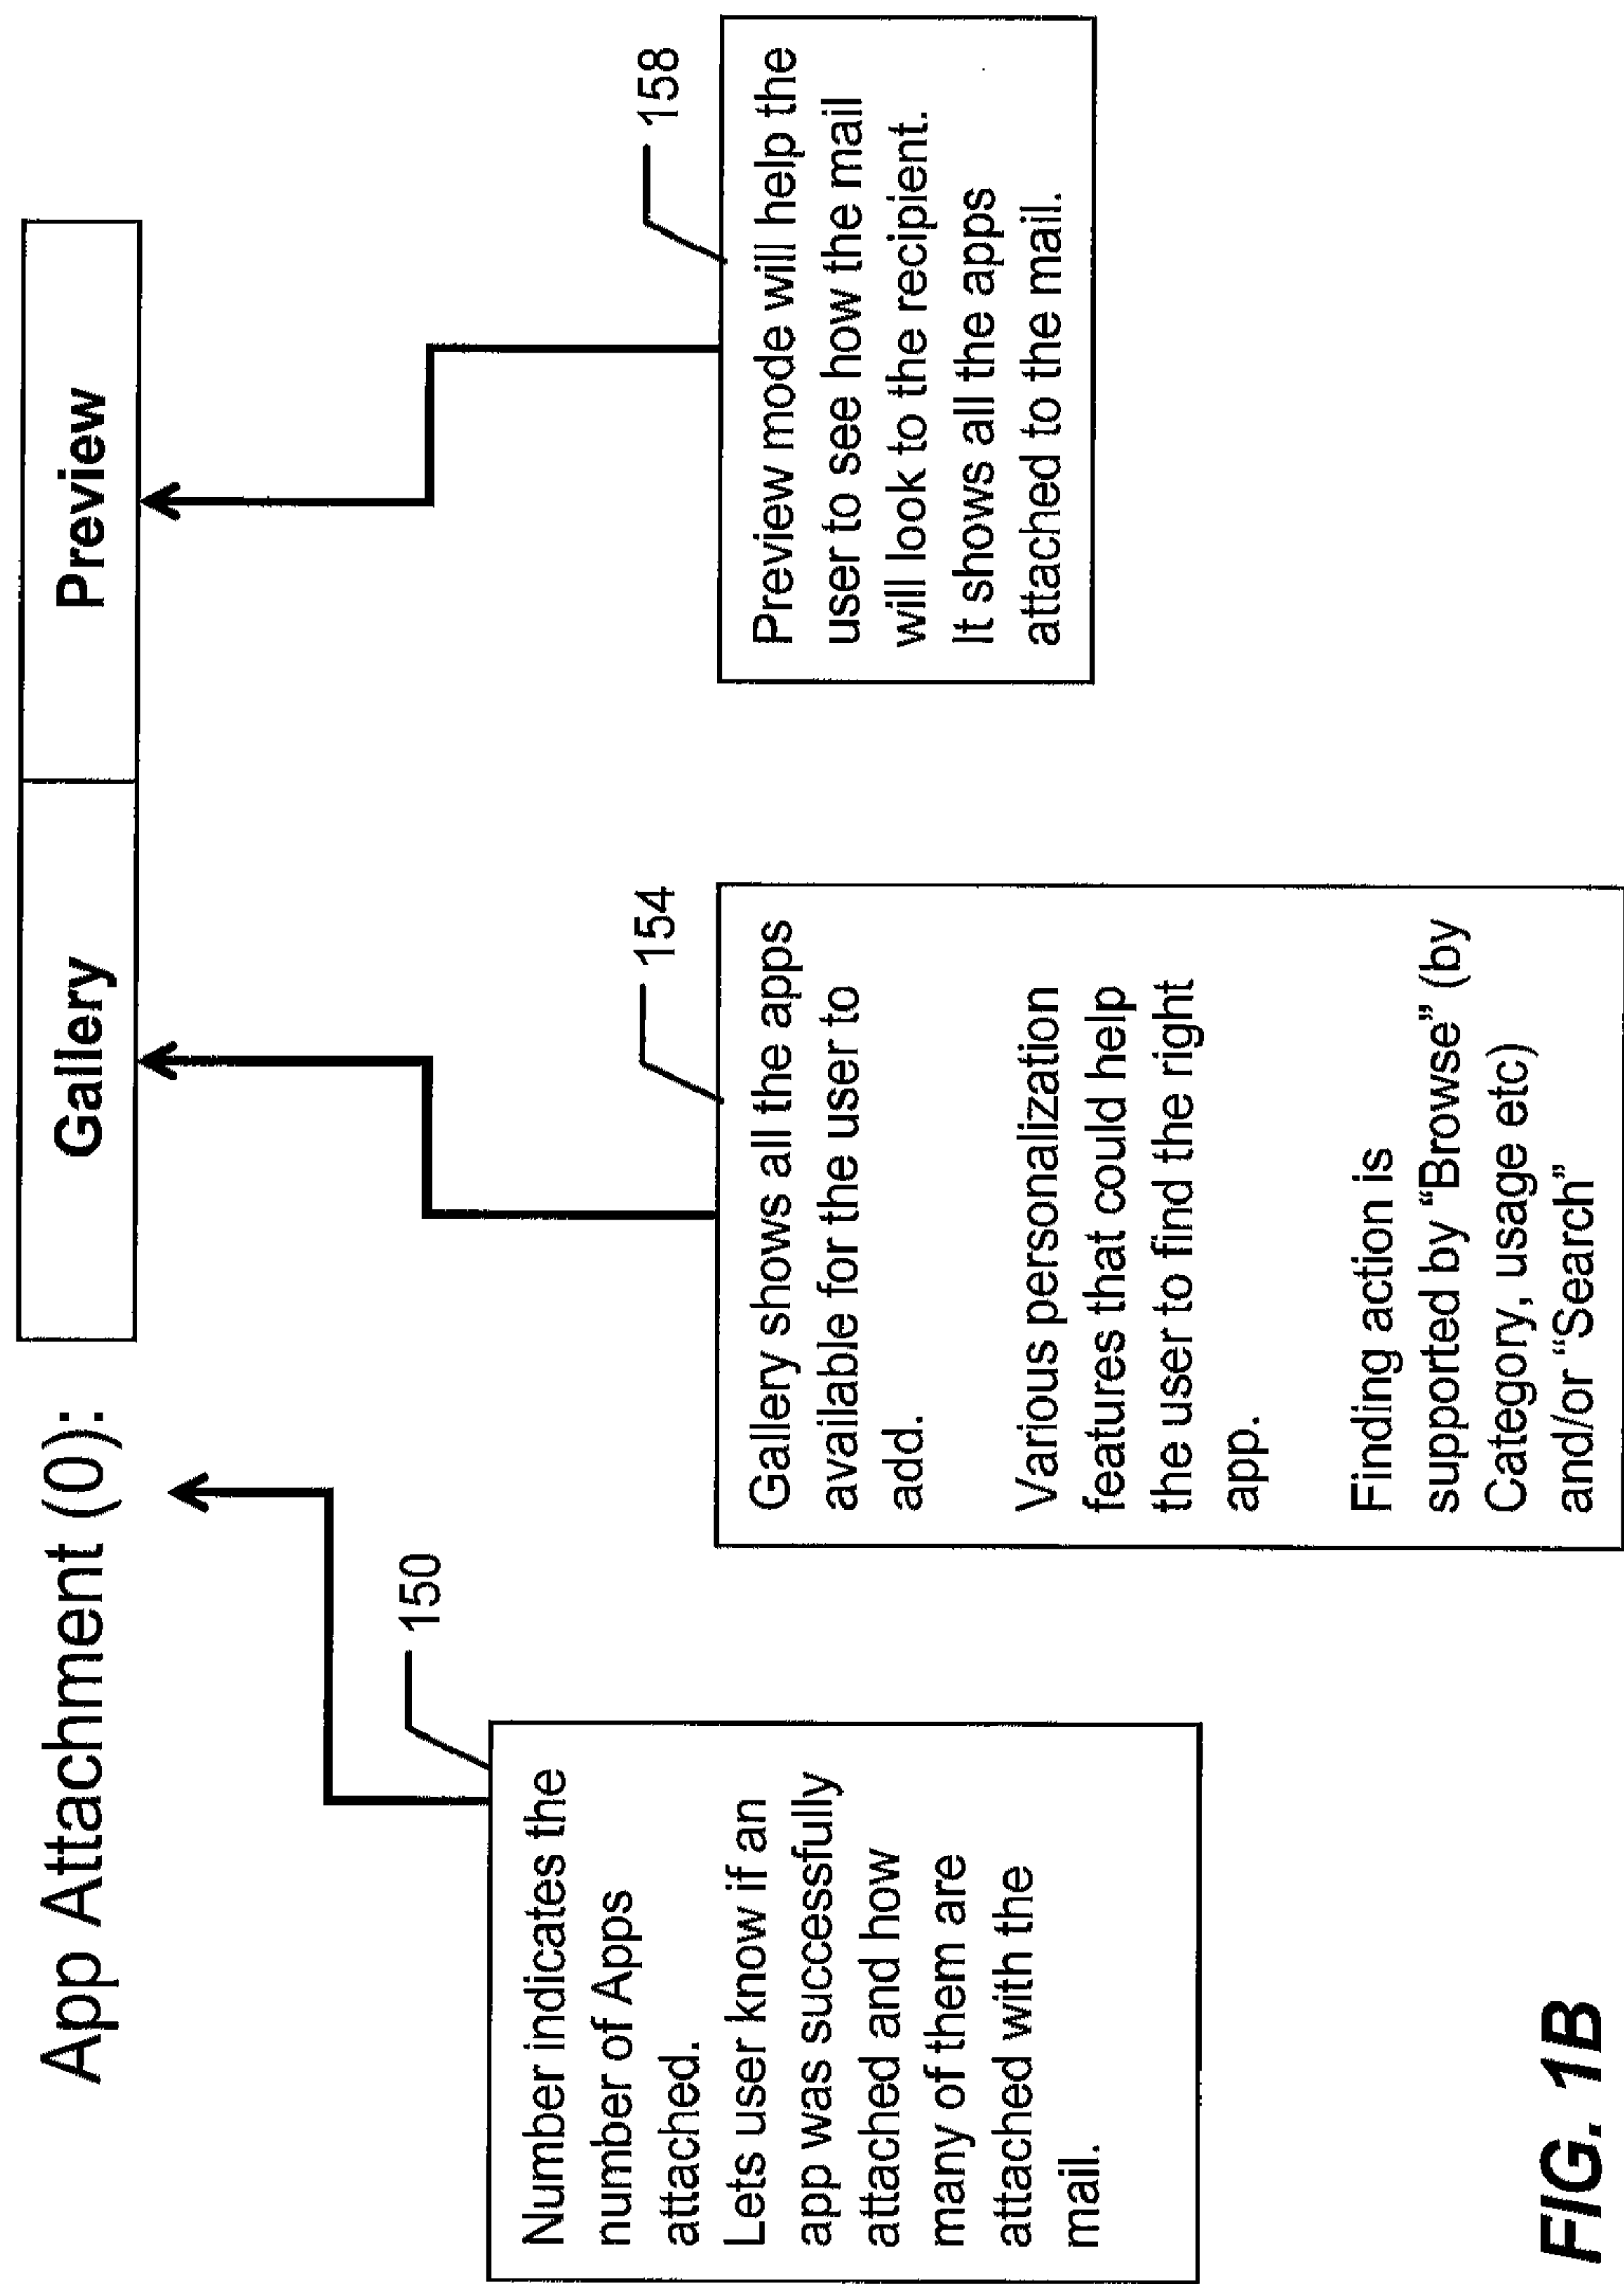 App Attachment (0):
Gallery
Preview
150
Number indicates the
number of Apps
attached.
Lets user know if an
app was successfully
attached and how
many of them are
attached with the
mail.
154
Gallery shows all the apps
available for the user to
add.
Various personalization
features that could help
the user to find the right
app.
Finding action is
supported by “Browse” (by
Category, usage etc)
and/or “Search”
158
Preview mode will help the
user to see how the mail
will look to the recipient.
It shows all the apps
attached to the mail.
FIG. 1B